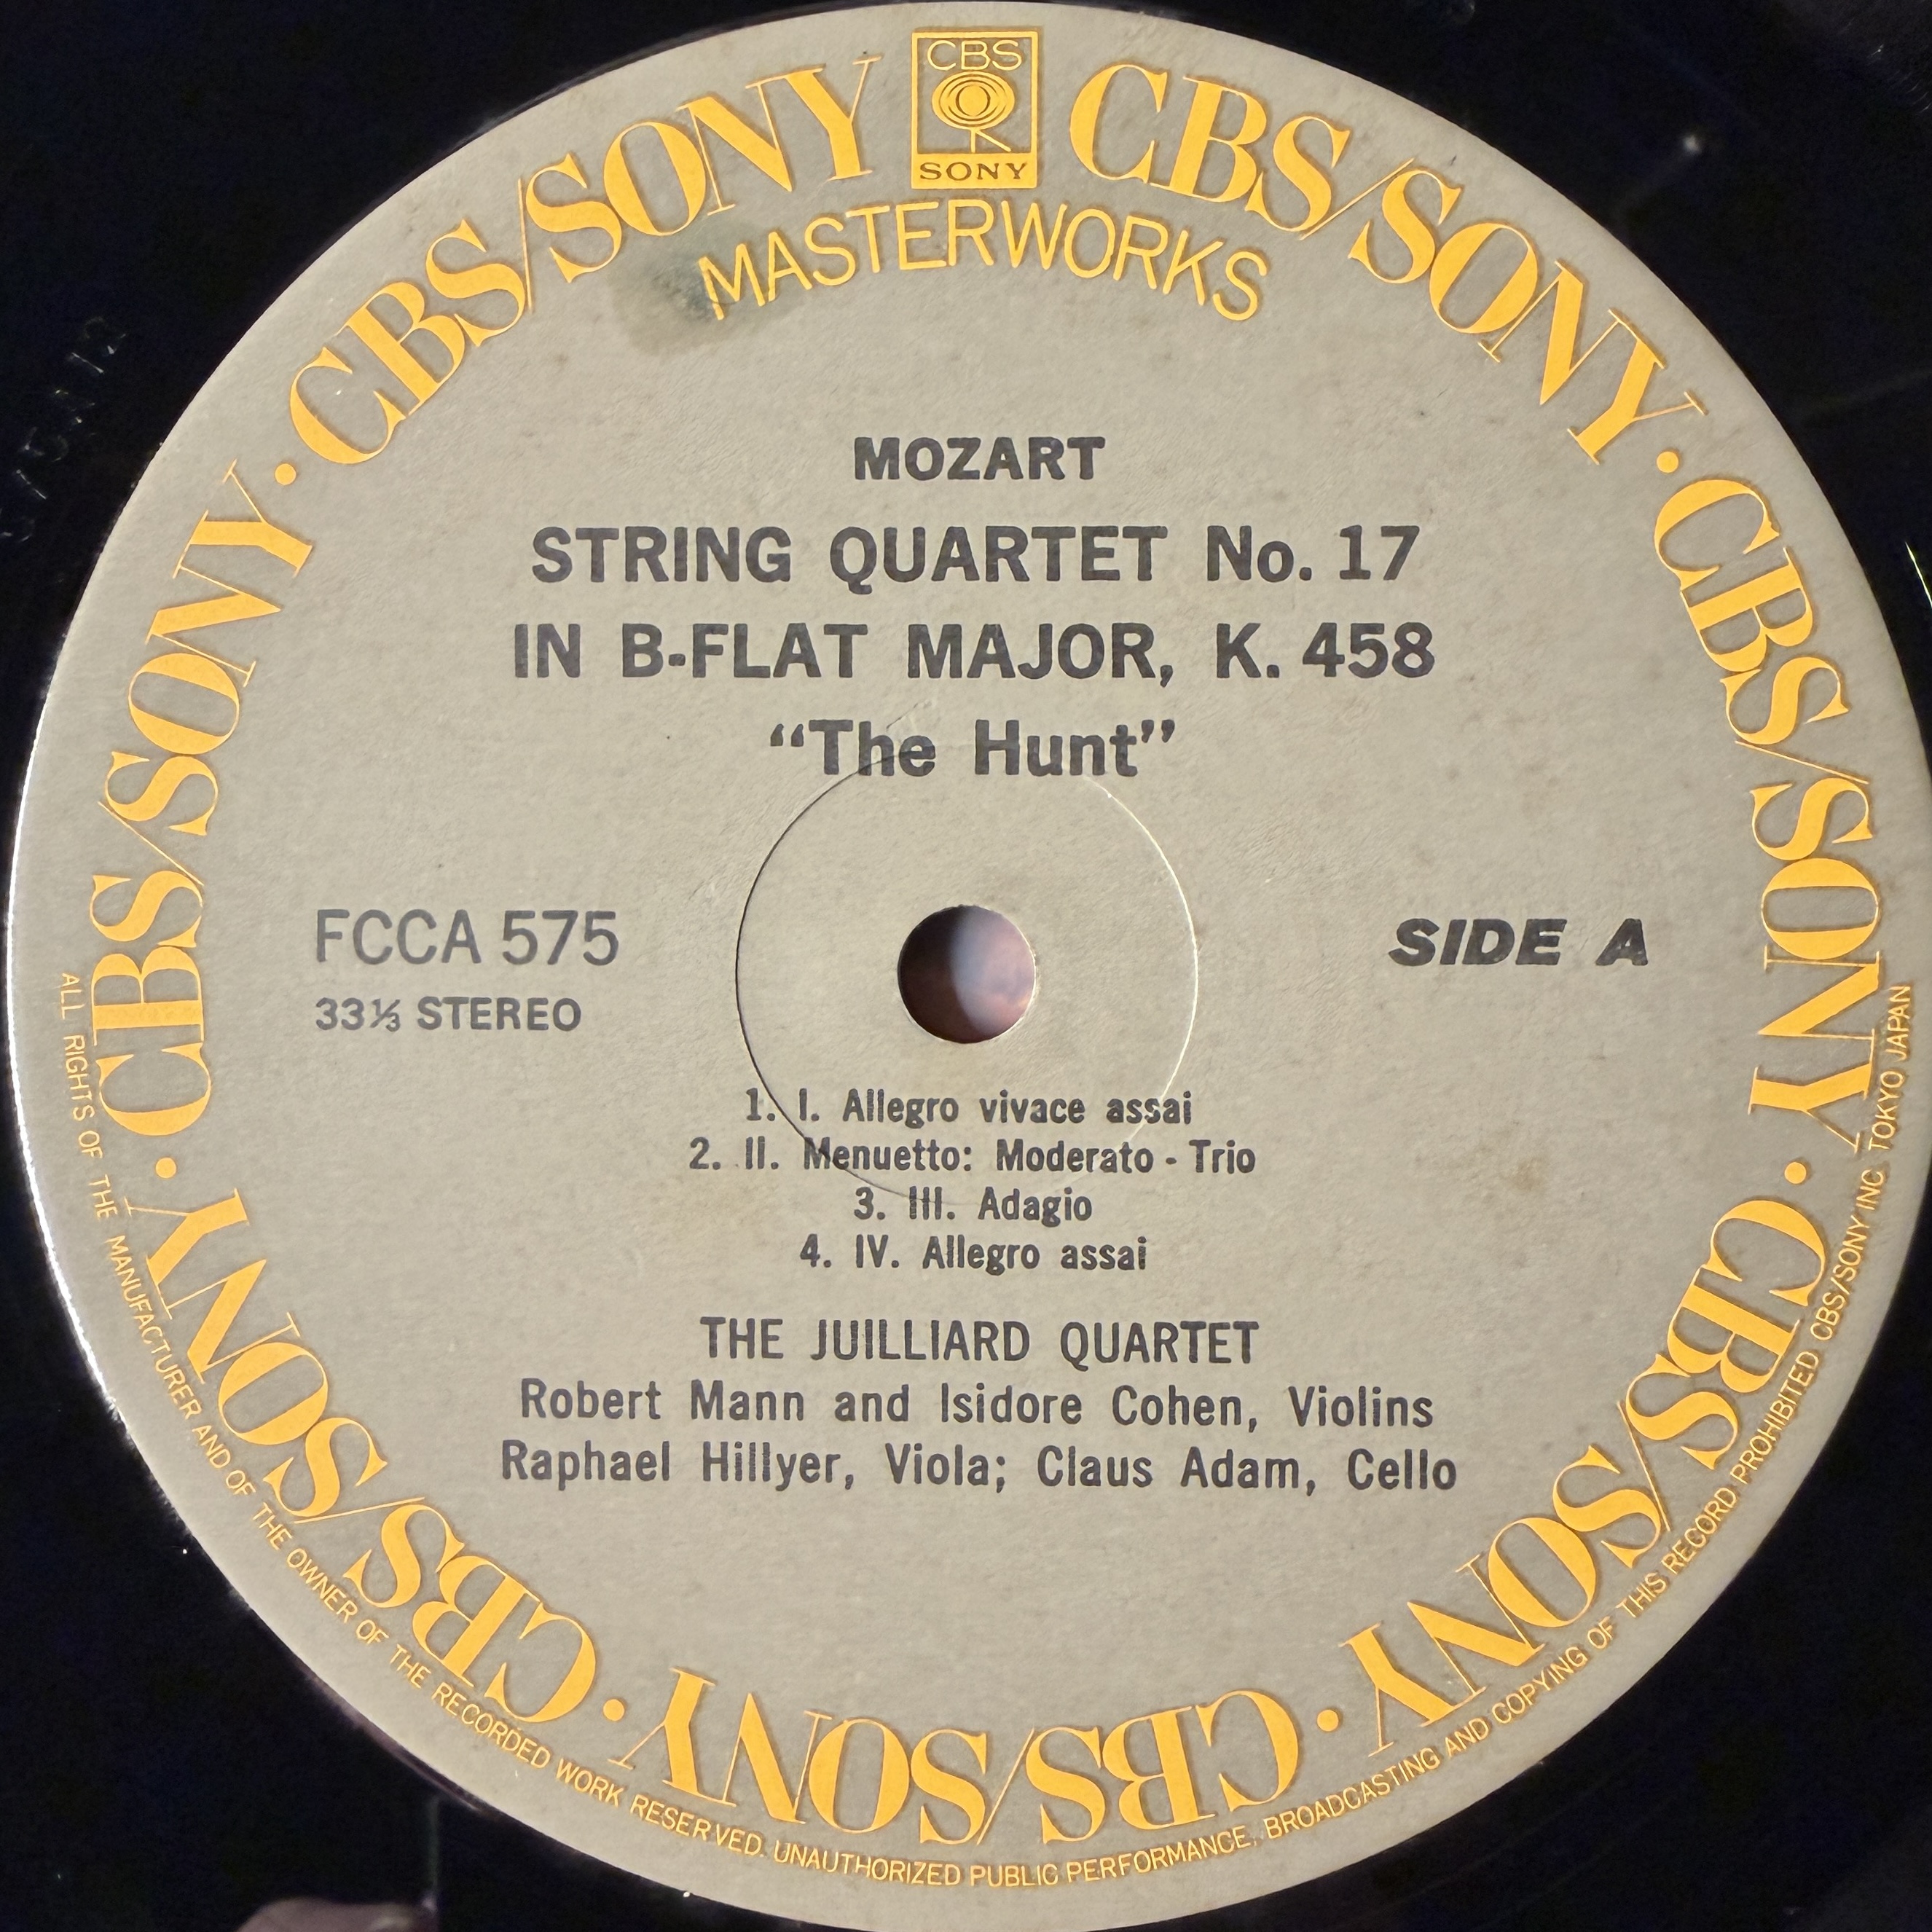 CBS
SONY
CBS/SONY · CBS/SONY · CBS/SONY · CBS/SONY · CBS/SONY · CBS/SONY · CBS/SONY · CBS/SONY
MASTERWORKS
MOZART
STRING QUARTET No. 17
IN B-FLAT MAJOR, K. 458
“The Hunt”
FCCA 575
SIDE A
33⅓ STEREO
1. I. Allegro vivace assai
2. II. Menuetto: Moderato - Trio
3. III. Adagio
4. IV. Allegro assai
THE JUILLIARD QUARTET
Robert Mann and Isidore Cohen, Violins
Raphael Hillyer, Viola; Claus Adam, Cello
ALL RIGHTS OF THE MANUFACTURER AND OF THE OWNER OF THE RECORDED WORK RESERVED. UNAUTHORIZED PUBLIC PERFORMANCE, BROADCASTING AND COPYING OF THIS RECORD PROHIBITED CBS/SONY INC. TOKYO JAPAN